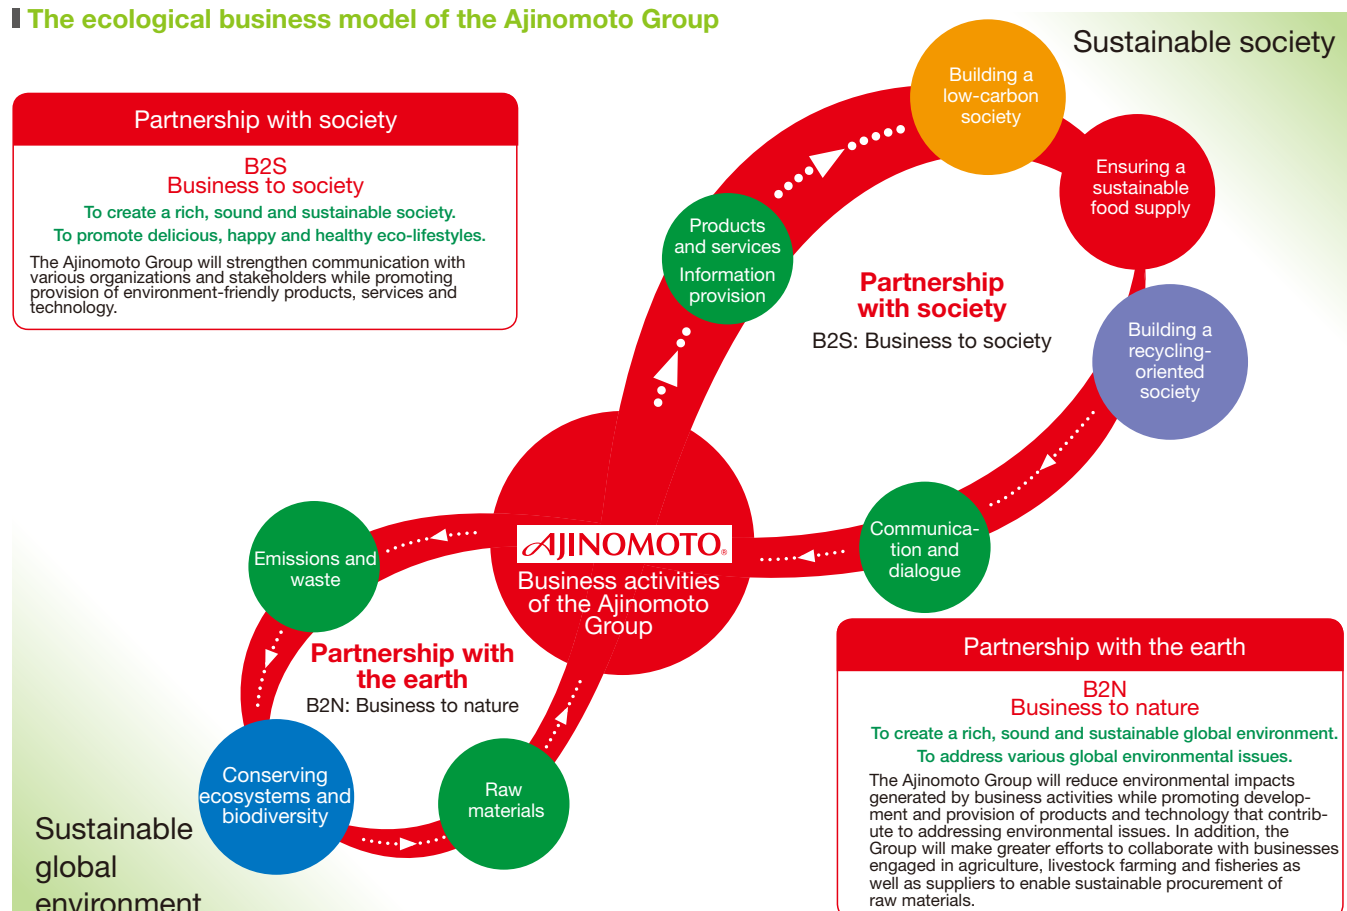 The ecological business model of the Ajinomoto Group
Sustainable society
Partnership with society
B2S
Business to society
To create a rich, sound and sustainable society.
To promote delicious, happy and healthy eco-lifestyles.
The Ajinomoto Group will strengthen communication with
various organizations and stakeholders while promoting
provision of environment-friendly products, services and
technology.
Building a
low-carbon
society
Ensuring a
sustainable
food supply
Products
and services
Information
provision
Partnership
with society
B2S: Business to society
Building a
recycling-
oriented
society
Communica-
tion and
dialogue
AJINOMOTO®
Business activities
of the Ajinomoto
Group
Emissions and
waste
Partnership with
the earth
B2N: Business to nature
Conserving
ecosystems and
biodiversity
Raw
materials
Sustainable
global
environment
Partnership with the earth
B2N
Business to nature
To create a rich, sound and sustainable global environment.
To address various global environmental issues.
The Ajinomoto Group will reduce environmental impacts
generated by business activities while promoting develop-
ment and provision of products and technology that contrib-
ute to addressing environmental issues. In addition, the
Group will make greater efforts to collaborate with businesses
engaged in agriculture, livestock farming and fisheries as
well as suppliers to enable sustainable procurement of
raw materials.